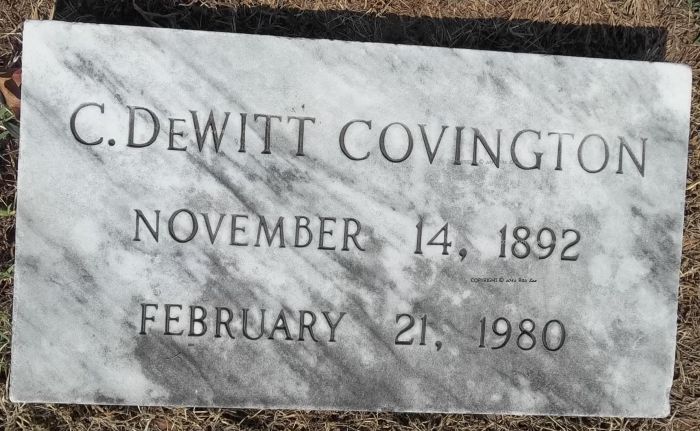 C. DeWITT COVINGTON
NOVEMBER 14, 1892
FEBRUARY 21, 1980